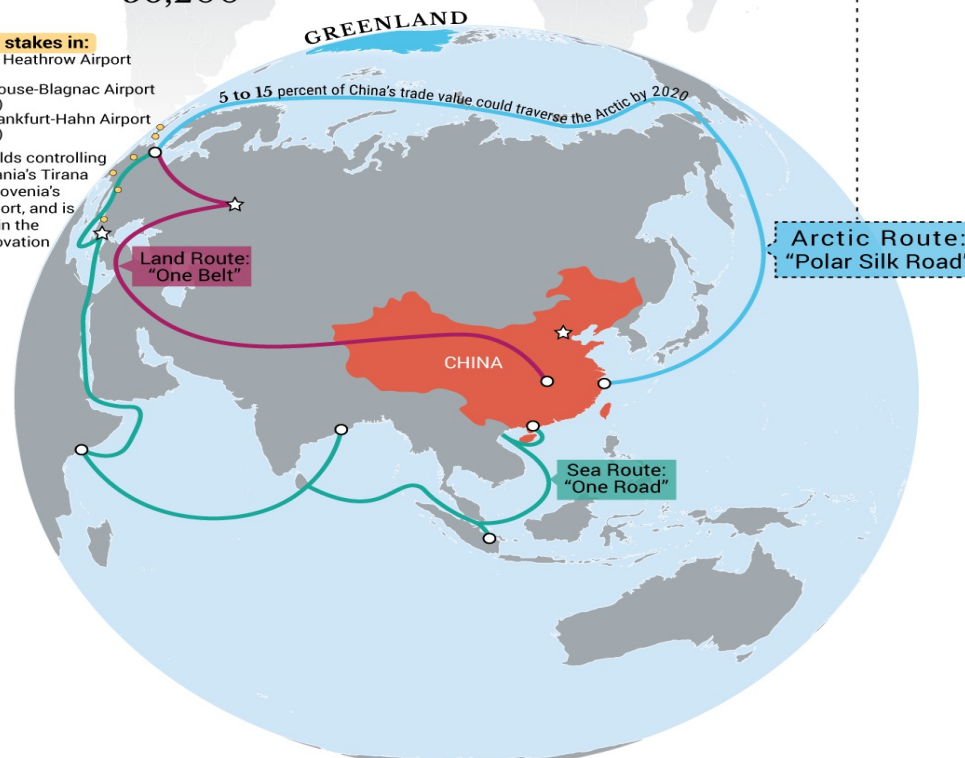 stakes in:
Heathrow Airport
ouse-Blagnac Airport
)
ankfurt-Hahn Airport
)
lds controlling
ania's Tirana
ovenia's
ort, and is
in the
ovation
GREENLAND
5 to 15 percent of China's trade value could traverse the Arctic by 2020
Land Route:
"One Belt"
Arctic Route:
"Polar Silk Road"
CHINA
Sea Route:
"One Road"